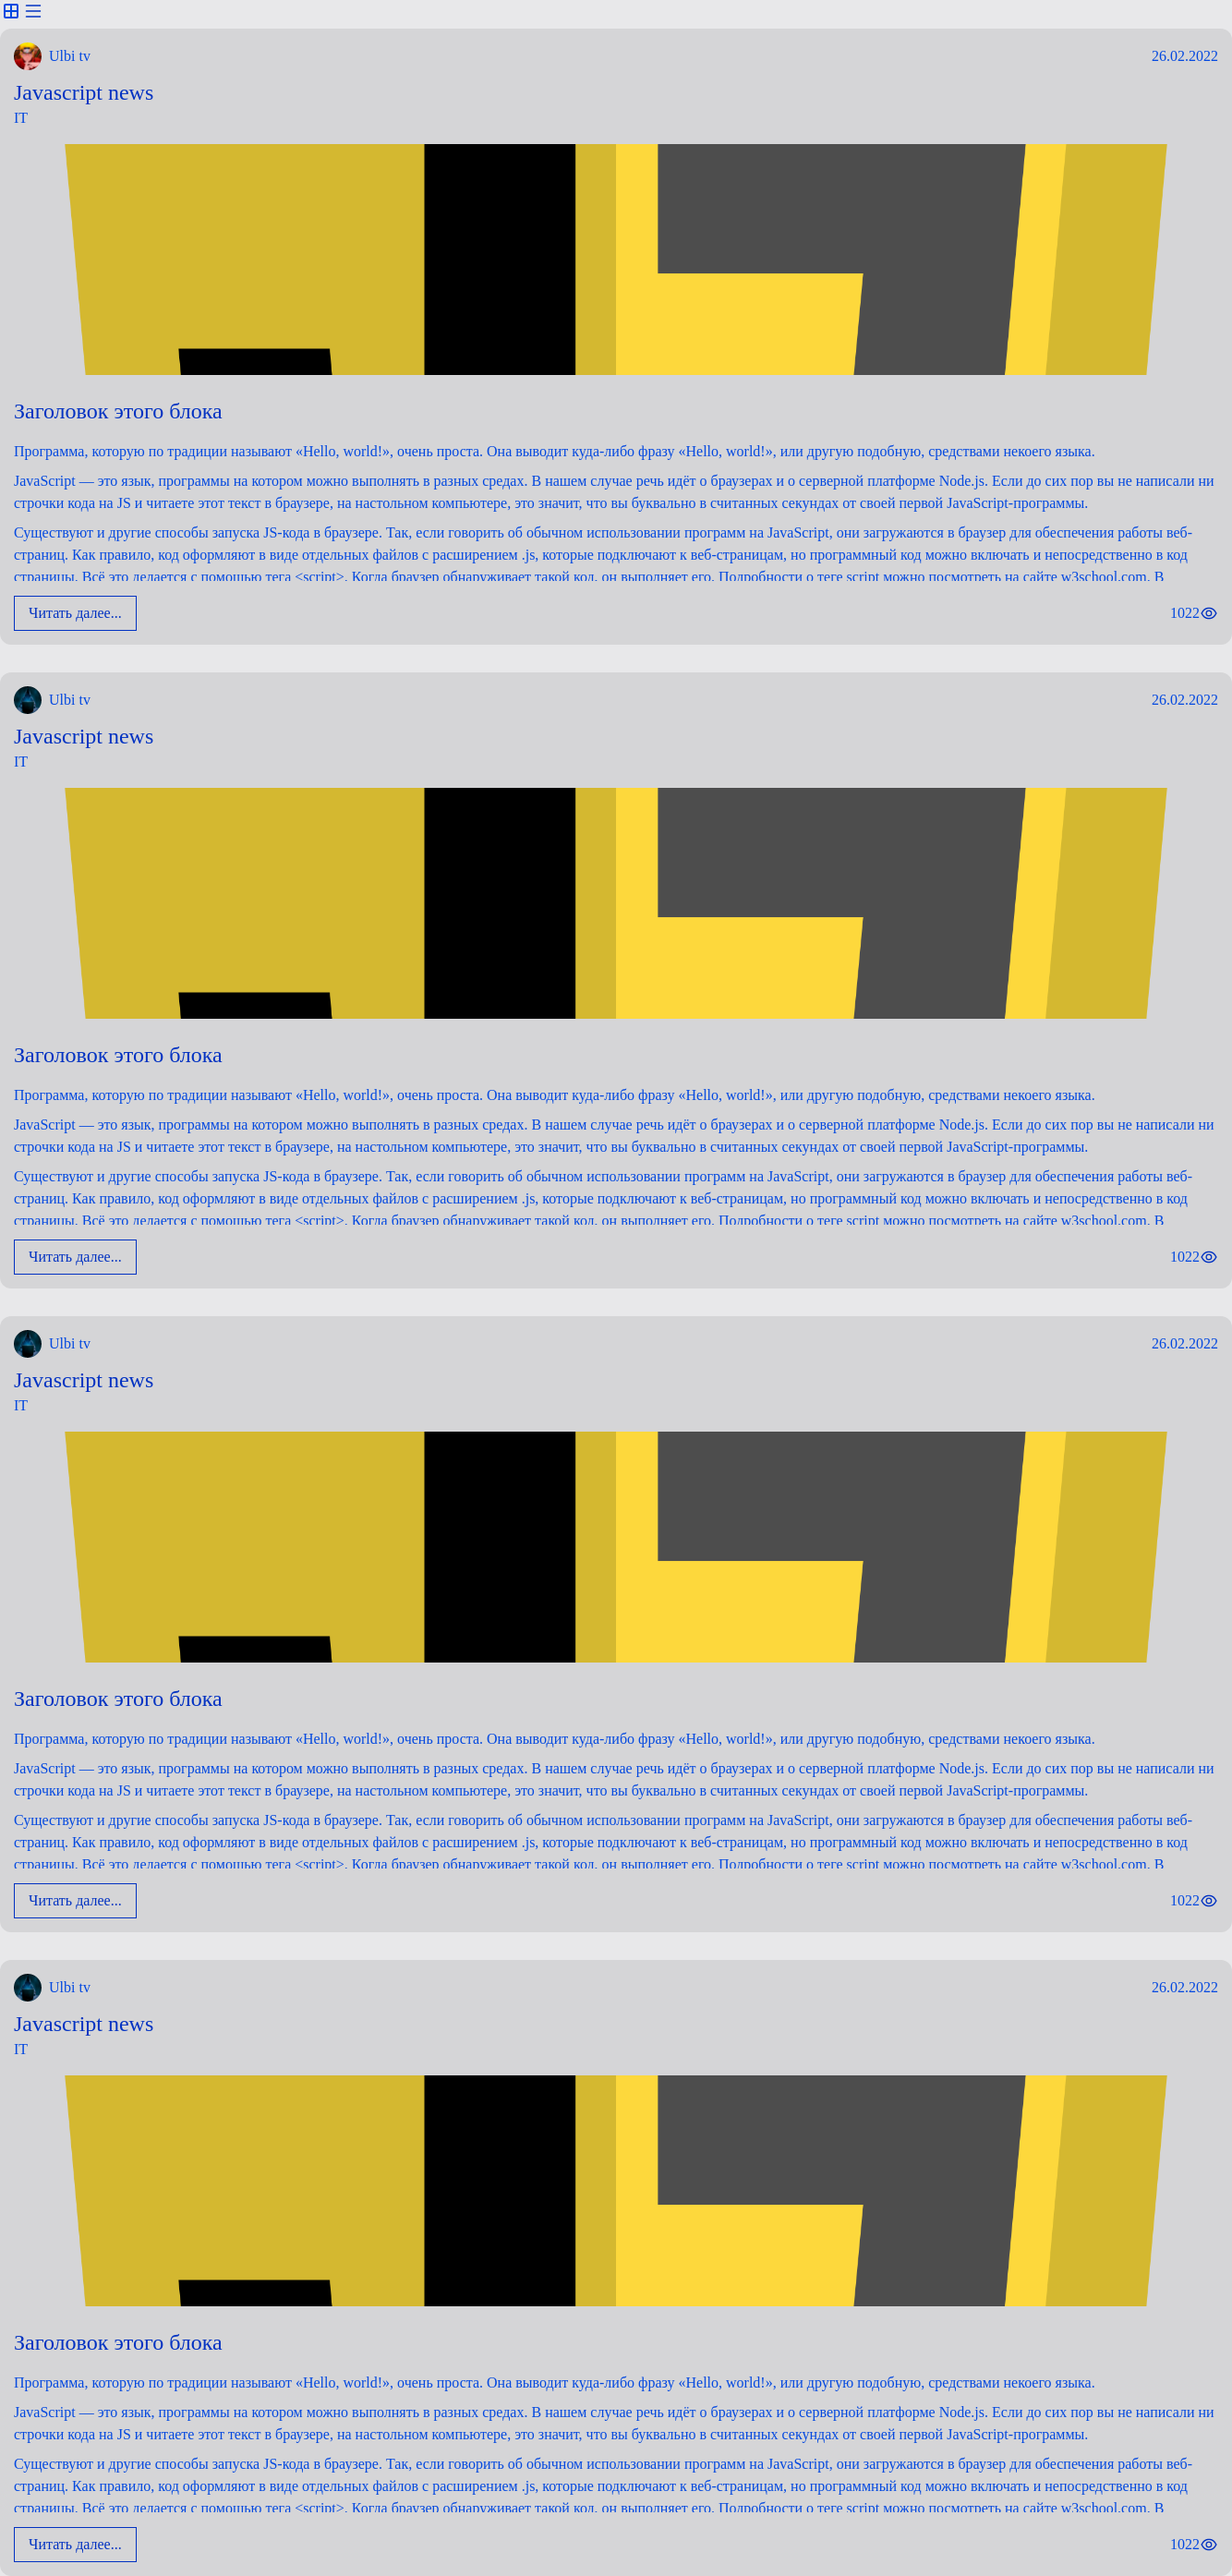 Ulbi tv
26.02.2022
Javascript news
IT
Заголовок этого блока
Программа, которую по традиции называют «Hello, world!», очень проста. Она выводит куда-либо фразу «Hello, world!», или другую подобную, средствами некоего языка.
JavaScript — это язык, программы на котором можно выполнять в разных средах. В нашем случае речь идёт о браузерах и о серверной платформе Node.js. Если до сих пор вы не написали ни
строчки кода на JS и читаете этот текст в браузере, на настольном компьютере, это значит, что вы буквально в считанных секундах от своей первой JavaScript-программы.
Существуют и другие способы запуска JS-кода в браузере. Так, если говорить об обычном использовании программ на JavaScript, они загружаются в браузер для обеспечения работы веб-
страниц. Как правило, код оформляют в виде отдельных файлов с расширением .js, которые подключают к веб-страницам, но программный код можно включать и непосредственно в код
страницы. Всё это делается с помощью тега <script>. Когда браузер обнаруживает такой код, он выполняет его. Подробности о теге script можно посмотреть на сайте w3school.com. В
Читать далее...
1022
Ulbi tv
26.02.2022
Javascript news
IT
Заголовок этого блока
Программа, которую по традиции называют «Hello, world!», очень проста. Она выводит куда-либо фразу «Hello, world!», или другую подобную, средствами некоего языка.
JavaScript — это язык, программы на котором можно выполнять в разных средах. В нашем случае речь идёт о браузерах и о серверной платформе Node.js. Если до сих пор вы не написали ни
строчки кода на JS и читаете этот текст в браузере, на настольном компьютере, это значит, что вы буквально в считанных секундах от своей первой JavaScript-программы.
Существуют и другие способы запуска JS-кода в браузере. Так, если говорить об обычном использовании программ на JavaScript, они загружаются в браузер для обеспечения работы веб-
страниц. Как правило, код оформляют в виде отдельных файлов с расширением .js, которые подключают к веб-страницам, но программный код можно включать и непосредственно в код
страницы. Всё это делается с помощью тега <script>. Когда браузер обнаруживает такой код, он выполняет его. Подробности о теге script можно посмотреть на сайте w3school.com. В
Читать далее...
1022
Ulbi tv
26.02.2022
Javascript news
IT
Заголовок этого блока
Программа, которую по традиции называют «Hello, world!», очень проста. Она выводит куда-либо фразу «Hello, world!», или другую подобную, средствами некоего языка.
JavaScript — это язык, программы на котором можно выполнять в разных средах. В нашем случае речь идёт о браузерах и о серверной платформе Node.js. Если до сих пор вы не написали ни
строчки кода на JS и читаете этот текст в браузере, на настольном компьютере, это значит, что вы буквально в считанных секундах от своей первой JavaScript-программы.
Существуют и другие способы запуска JS-кода в браузере. Так, если говорить об обычном использовании программ на JavaScript, они загружаются в браузер для обеспечения работы веб-
страниц. Как правило, код оформляют в виде отдельных файлов с расширением .js, которые подключают к веб-страницам, но программный код можно включать и непосредственно в код
страницы. Всё это делается с помощью тега <script>. Когда браузер обнаруживает такой код, он выполняет его. Подробности о теге script можно посмотреть на сайте w3school.com. В
Читать далее...
1022
Ulbi tv
26.02.2022
Javascript news
IT
Заголовок этого блока
Программа, которую по традиции называют «Hello, world!», очень проста. Она выводит куда-либо фразу «Hello, world!», или другую подобную, средствами некоего языка.
JavaScript — это язык, программы на котором можно выполнять в разных средах. В нашем случае речь идёт о браузерах и о серверной платформе Node.js. Если до сих пор вы не написали ни
строчки кода на JS и читаете этот текст в браузере, на настольном компьютере, это значит, что вы буквально в считанных секундах от своей первой JavaScript-программы.
Существуют и другие способы запуска JS-кода в браузере. Так, если говорить об обычном использовании программ на JavaScript, они загружаются в браузер для обеспечения работы веб-
страниц. Как правило, код оформляют в виде отдельных файлов с расширением .js, которые подключают к веб-страницам, но программный код можно включать и непосредственно в код
страницы. Всё это делается с помощью тега <script>. Когда браузер обнаруживает такой код, он выполняет его. Подробности о теге script можно посмотреть на сайте w3school.com. В
Читать далее...
1022